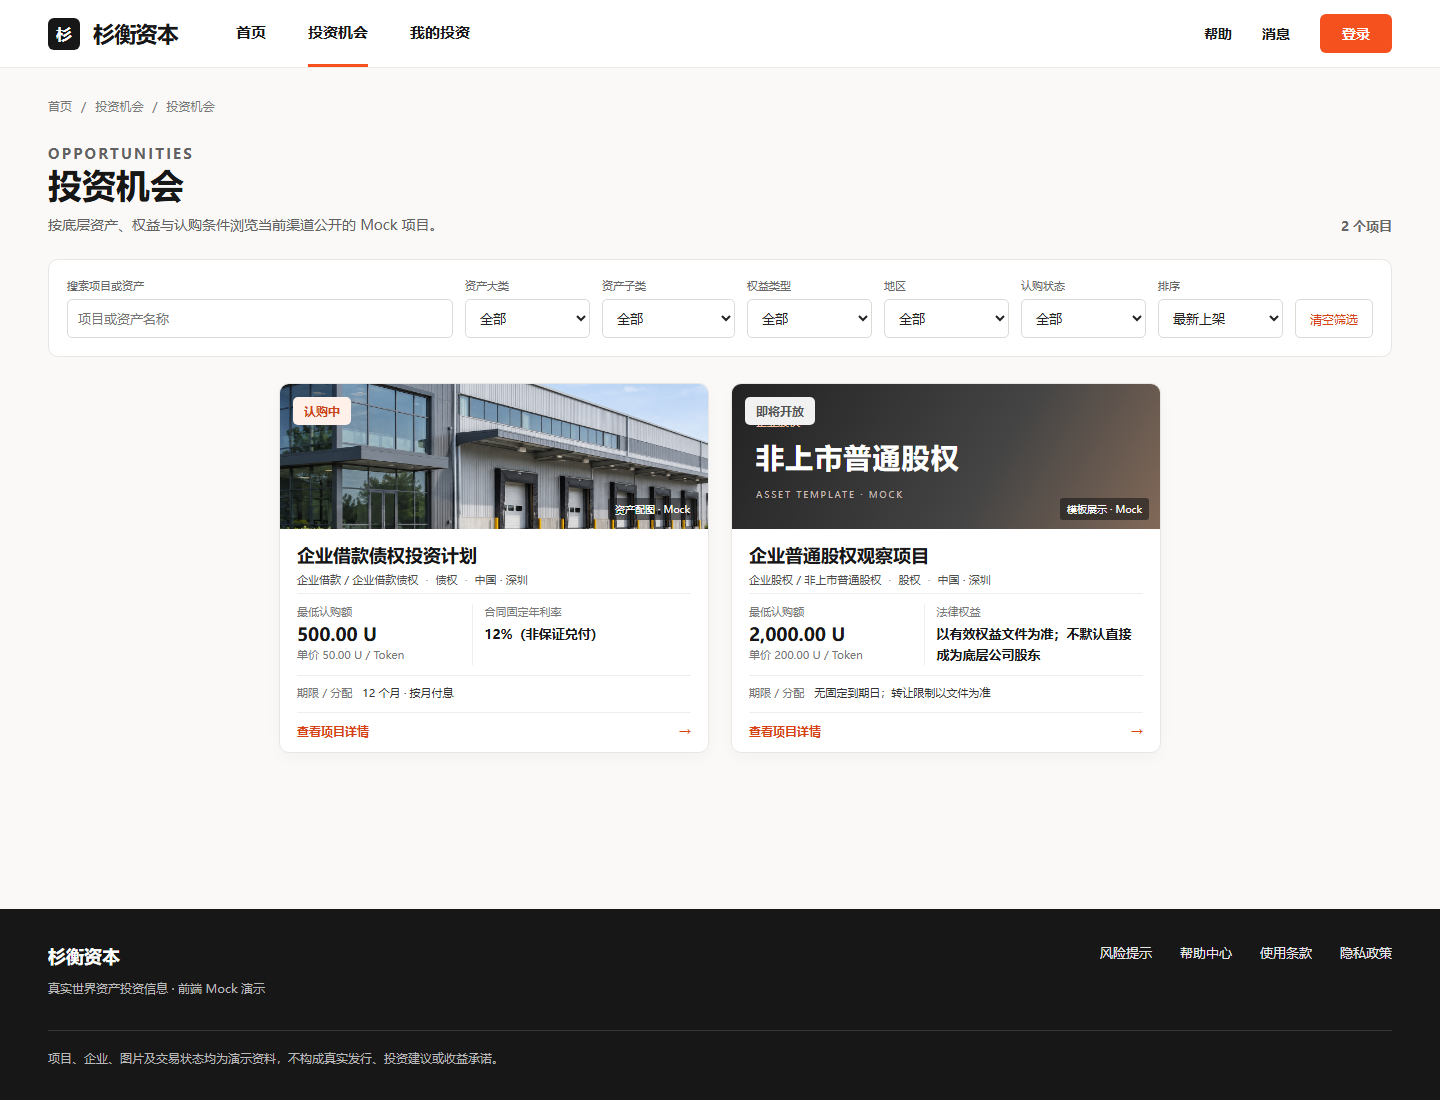 杉 杉衡资本 首页 投资机会 我的投资 帮助 消息 登录
首页 / 投资机会 / 投资机会
OPPORTUNITIES
投资机会
按底层资产、权益与认购条件浏览当前渠道公开的 Mock 项目。
2 个项目
搜索项目或资产 资产大类 资产子类 权益类型 地区 认购状态 排序
项目或资产名称 全部 全部 全部 全部 全部 最新上架 清空筛选
认购中
资产配图 · Mock
企业借款债权投资计划
企业借款 / 企业借款债权 · 债权 · 中国 · 深圳
最低认购额 合同固定年利率
500.00 U 12%（非保证兑付）
单价 50.00 U / Token
期限 / 分配 12 个月 · 按月付息
查看项目详情 →
即将开放
非上市普通股权
ASSET TEMPLATE · MOCK
模板展示 · Mock
企业普通股权观察项目
企业股权 / 非上市普通股权 · 股权 · 中国 · 深圳
最低认购额 法律权益
2,000.00 U 以有效权益文件为准；不默认直接
单价 200.00 U / Token 成为底层公司股东
期限 / 分配 无固定到期日；转让限制以文件为准
查看项目详情 →
杉衡资本 风险提示 帮助中心 使用条款 隐私政策
真实世界资产投资信息 · 前端 Mock 演示
项目、企业、图片及交易状态均为演示资料，不构成真实发行、投资建议或收益承诺。